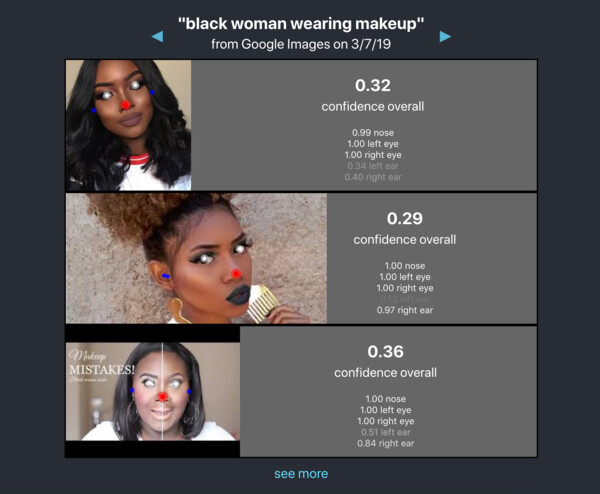 "black woman wearing makeup"
from Google Images on 3/7/19
0.32
confidence overall
0.99 nose
1.00 left eye
1.00 right eye
0.34 left ear
0.40 right ear
0.29
confidence overall
1.00 nose
1.00 left eye
1.00 right eye
0.13 left ear
0.97 right ear
Makeup
MISTAKES!
0.36
confidence overall
1.00 nose
1.00 left eye
1.00 right eye
0.51 left ear
0.84 right ear
see more